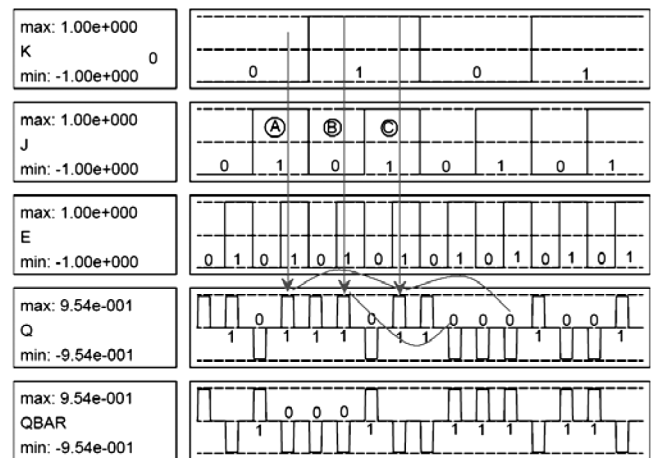 max: 1.00e+000
K 0
min: -1.00e+000
0 1 0 1
max: 1.00e+000
J
min: -1.00e+000
A B C
0 1 0 1 0 1 0 1
max: 1.00e+000
E
min: -1.00e+000
0 1 0 1 0 1 0 1 0 1 0 1 0 1 0 1
max: 9.54e-001
Q
min: -9.54e-001
0 0 0 0 0 1 0 0
1 1 1 1 1 1 1
max: 9.54e-001
QBAR
min: -9.54e-001
0 0 0
1 1 1 1 1 1 1